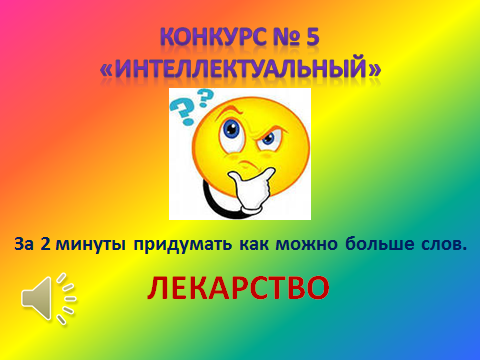 КОНКУРС № 5
«ИНТЕЛЛЕКТУАЛЬНЫЙ»
? ?
За 2 минуты придумать как можно больше слов.
ЛЕКАРСТВО